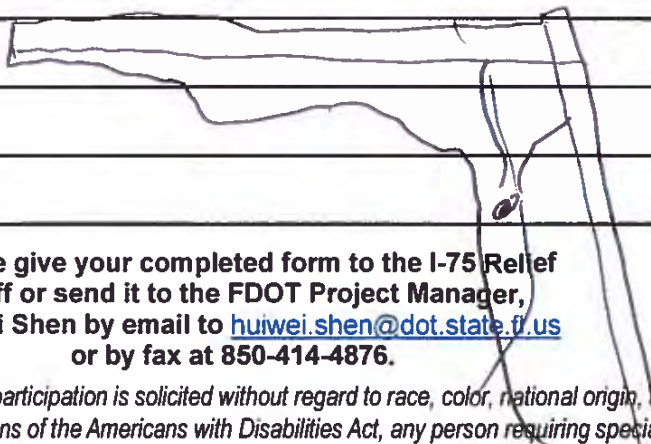 e give your completed form to the I-75 Relief
ff or send it to the FDOT Project Manager,
i Shen by email to huiwei.shen@dot.state.fl.us
or by fax at 850-414-4876.
participation is solicited without regard to race, color, national origin,
ns of the Americans with Disabilities Act, any person requiring specia